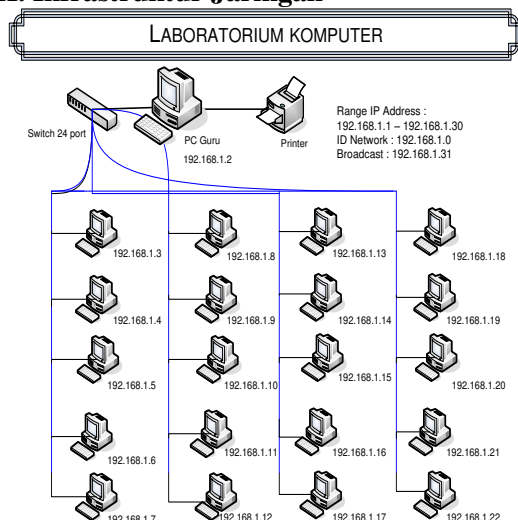 Infrastruktur Jaringan
LABORATORIUM KOMPUTER
Switch 24 port
PC Guru
192.168.1.2
Printer
Range IP Address :
192.168.1.1 – 192.168.1.30
ID Network : 192.168.1.0
Broadcast : 192.168.1.31
192.168.1.3
192.168.1.8
192.168.1.13
192.168.1.18
192.168.1.4
192.168.1.9
192.168.1.14
192.168.1.19
192.168.1.5
192.168.1.10
192.168.1.15
192.168.1.20
192.168.1.6
192.168.1.11
192.168.1.16
192.168.1.21
192.168.1.7
192.168.1.12
192.168.1.17
192.168.1.22